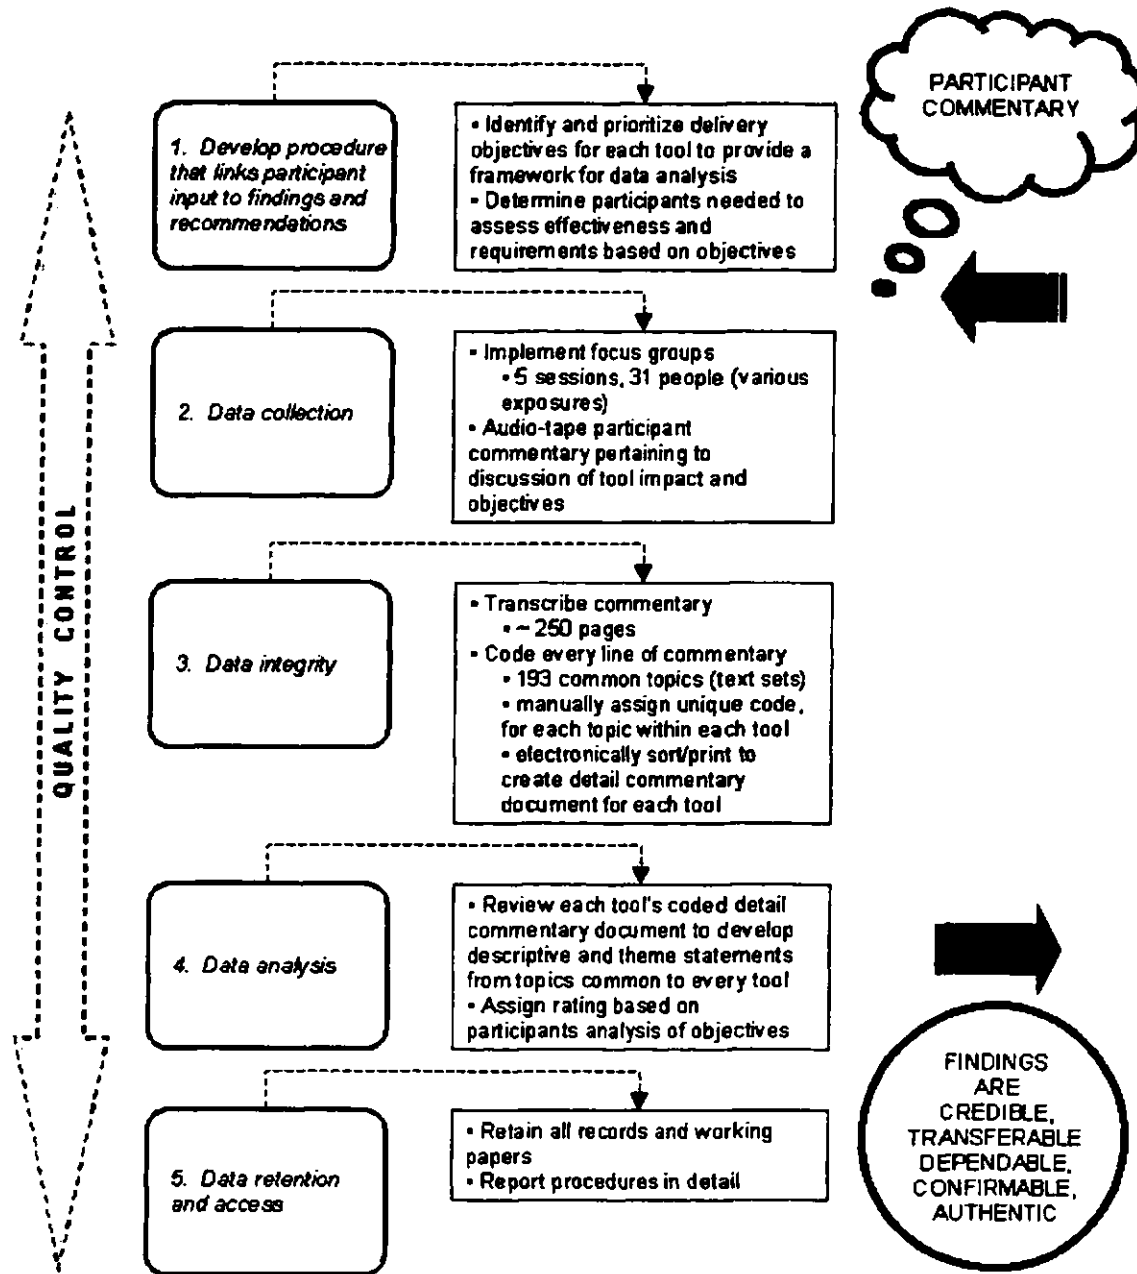 PARTICIPANT
COMMENTARY
1. Develop procedure
that links participant
input to findings and
recommendations
• Identify and prioritize delivery
objectives for each tool to provide a
framework for data analysis
• Determine participants needed to
assess effectiveness and
requirements based on objectives
2. Data collection
• Implement focus groups
• 5 sessions, 31 people (various
exposures)
• Audio-tape participant
commentary pertaining to
discussion of tool impact and
objectives
QUALITY CONTROL
3. Data integrity
• Transcribe commentary
• ~ 250 pages
• Code every line of commentary
• 193 common topics (text sets)
• manually assign unique code,
for each topic within each tool
• electronically sort/print to
create detail commentary
document for each tool
4. Data analysis
• Review each tool's coded detail
commentary document to develop
descriptive and theme statements
from topics common to every tool
• Assign rating based on
participants analysis of objectives
5. Data retention
and access
• Retain all records and working
papers
• Report procedures in detail
FINDINGS
ARE
CREDIBLE,
TRANSFERABLE
DEPENDABLE,
CONFIRMABLE,
AUTHENTIC